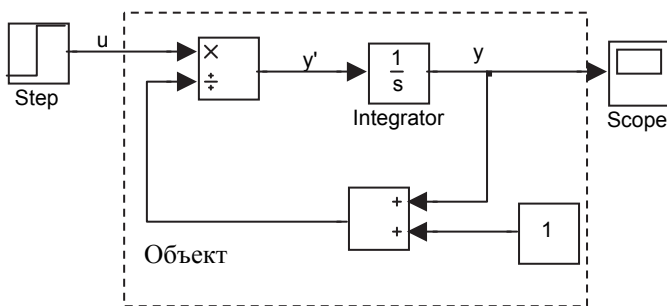 u
×
÷
y'
1
s
y
Step
Integrator
Scope
+
+
1
Объект